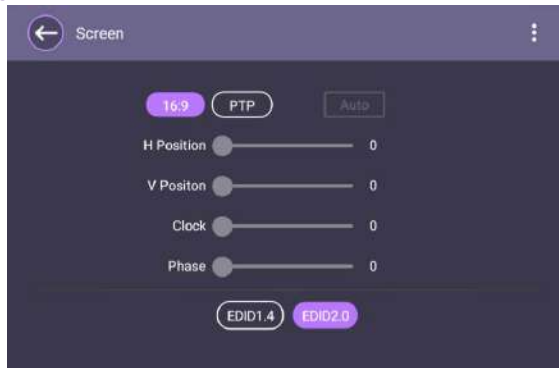 Screen
16:9 PTP Auto
H Position 0
V Positon 0
Clock 0
Phase 0
EDID1.4 EDID2.0